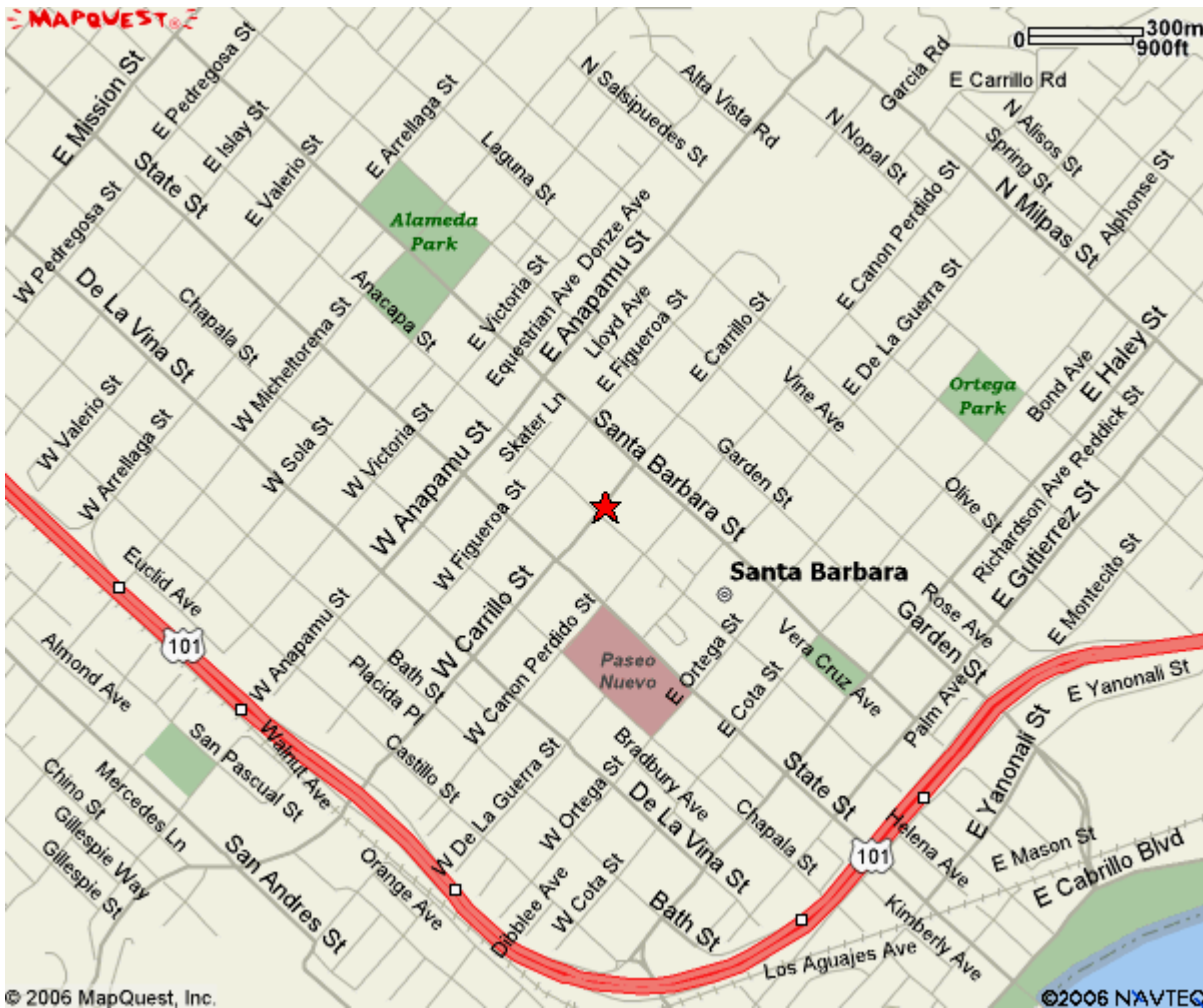 MAPQUEST
300m
0
900ft
E Pedregosa St
E Pedregosa St
E Mission St
E Islay St
E Arrellaga St
N Salsipuedes St
Alta Vista Rd
Garcia Rd
E Carrillo Rd
N Nopal St
N Alisos St
Spring St
Laguna St
State St
E Valerio St
W Pedregosa St
Alameda
Park
Donze Ave
E Canon Perdido St
N Milpas St
Alphonse St
De La Vina St
Chapala St
Anacapa St
E Victoria St
Equestrian Ave
E Anapamu St
Lloyd Ave
E Figueroa St
E Carrillo St
E De La Guerra St
W Micheltorena St
Vine Ave
Ortega
Park
Bond Ave
E Haley St
W Valerio St
W Arrellaga St
W Sola St
W Victoria St
W Anapamu St
Skater Ln
Santa Barbara St
Garden St
Olive St
Reddick St
Richardson Ave
E Gutierrez St
W Figueroa St
Euclid Ave
Santa Barbara
E Montecito St
101
W Anapamu St
W Carrillo St
W Canon Perdido St
Rose Ave
Garden St
Almond Ave
Bath St
Placida Pl
Paseo
Nuevo
E Ortega St
E Cota St
Vera Cruz Ave
Palm Ave
E Yanonali St
Walnut Ave
San Pascual St
Castillo St
W De La Guerra St
W Ortega St
Bradbury Ave
State St
E Yanonali St
Chino St
Mercedes Ln
Gillespie Way
Gillespie St
De La Vina St
Chapala St
101
Helena Ave
E Mason St
E Cabrillo Blvd
San Andres St
Orange Ave
Dibblee Ave
W Cota St
Bath St
Kimberly Ave
Los Aguajes Ave
© 2006 MapQuest, Inc.
©2006 NAVTEQ